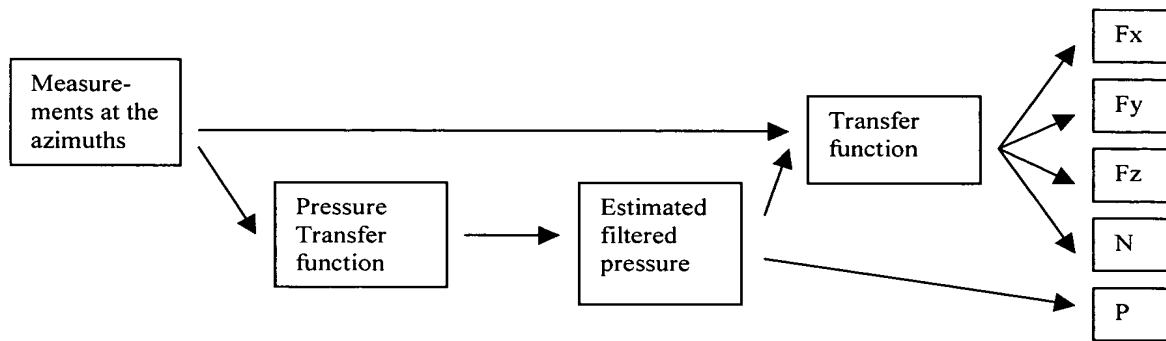 Measure-
ments at the
azimuths
Pressure
Transfer
function
Estimated
filtered
pressure
Transfer
function
Fx
Fy
Fz
N
P